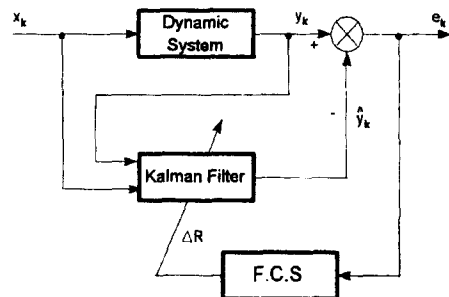 x_k
Dynamic
System
y_k
+
e_k
-
ŷ_k
Kalman Filter
ΔR
F.C.S